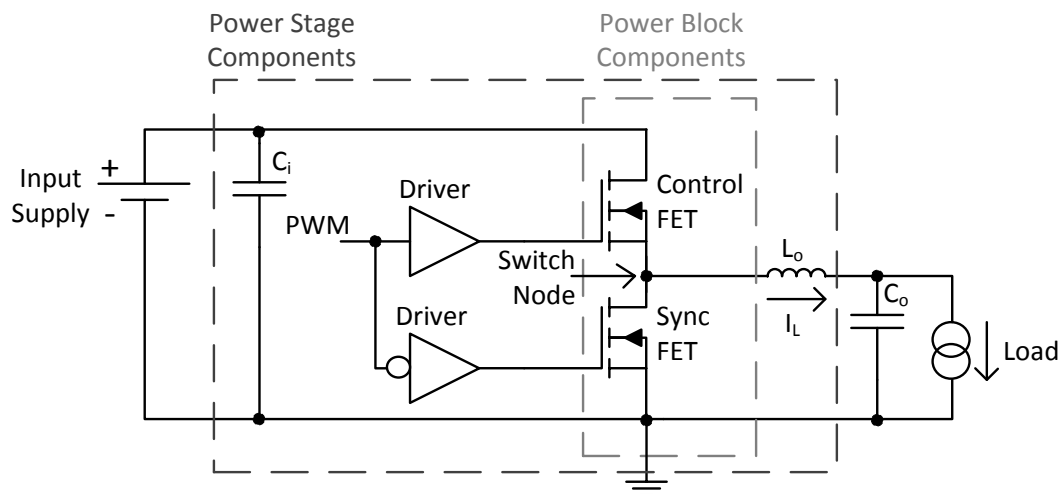 Power Stage
Components
Power Block
Components
Input
Supply
+
-
Cᵢ
PWM
Driver
Driver
Control
FET
Switch
Node
Sync
FET
Lₒ
I_L
Cₒ
Load